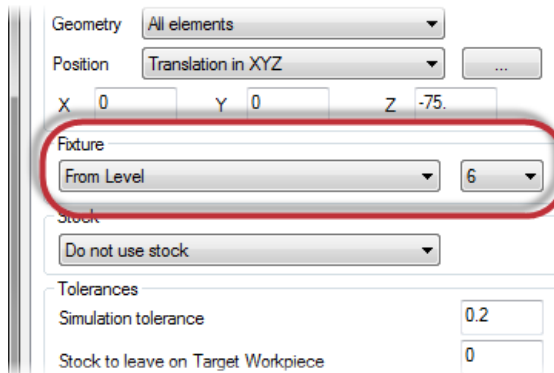 Geometry All elements
Position Translation in XYZ ...
X 0 Y 0 Z -75.
Fixture
From Level 6
Stock
Do not use stock
Tolerances
Simulation tolerance 0.2
Stock to leave on Target Workpiece 0